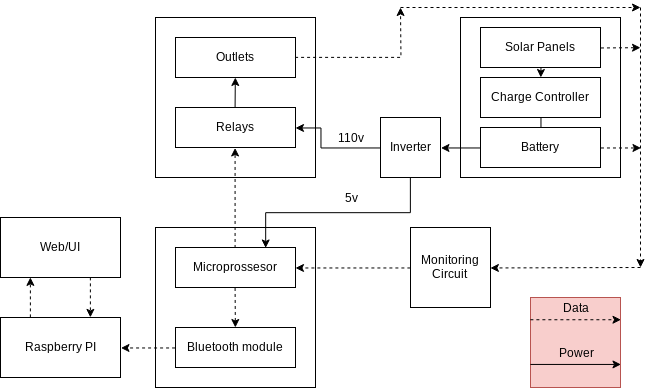 Outlets
Solar Panels
Charge Controller
Relays
110v
Inverter
Battery
5v
Web/UI
Microprossesor
Monitoring
Circuit
Data
Raspberry PI
Bluetooth module
Power